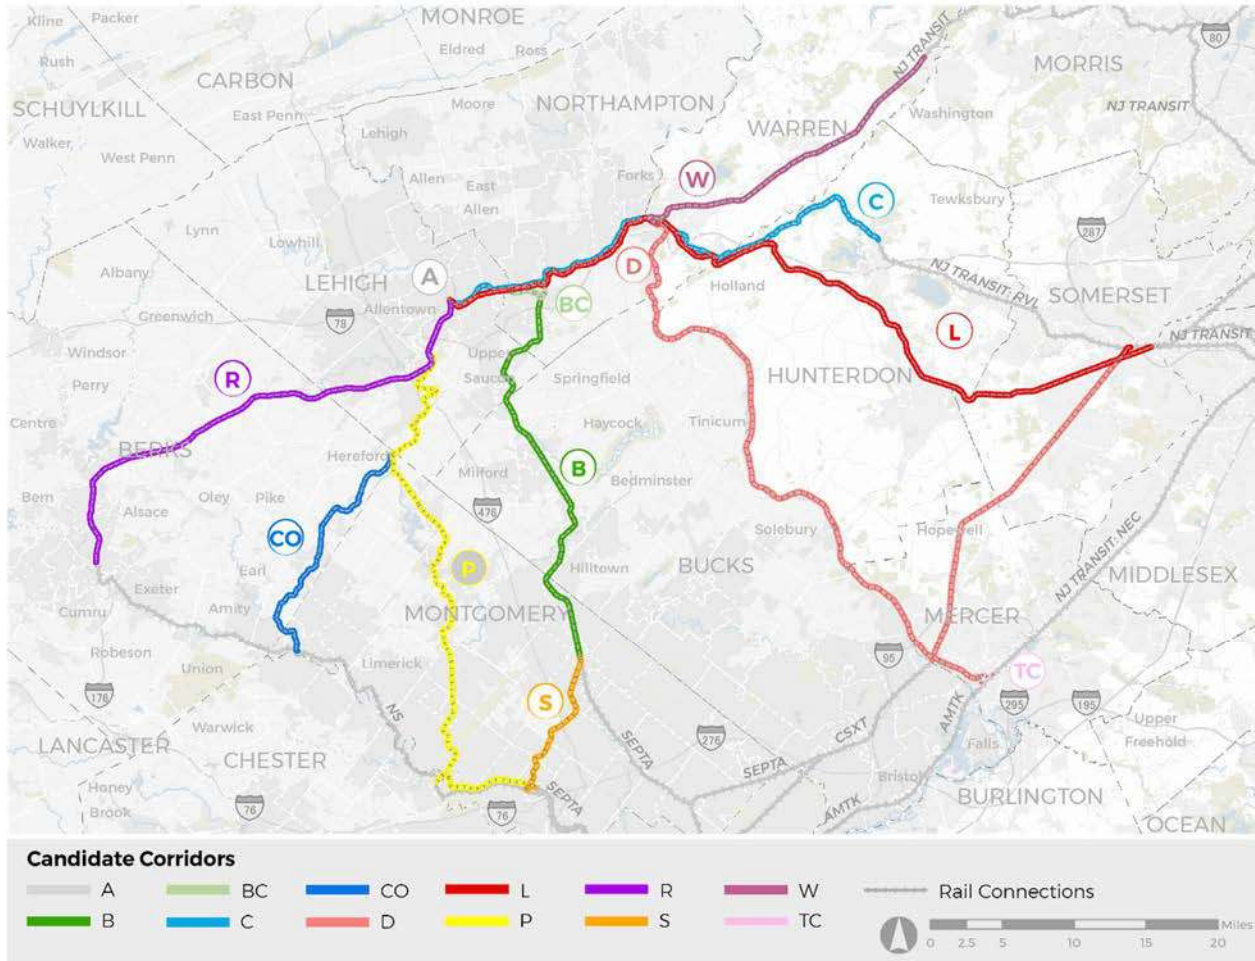 Kline
Packer
MONROE
Eldred
Ross
NJ TRANSIT
80
Rush
CARBON
MORRIS
SCHUYLKILL
East Penn
Moore
NORTHAMPTON
NJ TRANSIT
Walker
West Penn
Lehigh
WARREN
Washington
Allen
East
Allen
Forks
W
C
Tewksbury
Lynn
Lowhill
287
Albany
LEHIGH
A
D
Holland
NJ TRANSIT: RVL
SOMERSET
Greenwich
78
Allentown
BC
L
NJ TRANSIT
Windsor
Perry
R
Upper
Saucon
Springfield
HUNTERDON
Centre
BERKS
Hereford
Haycock
Tinicum
Milford
B
Bedminster
Bern
Alsace
Oley
Pike
476
Solebury
Hopewell
CO
Earl
P
Hilltown
BUCKS
NJ TRANSIT: NEC
MIDDLESEX
Exeter
Cumru
Amity
MONTGOMERY
MERCER
Robeson
Union
Limerick
95
TC
176
S
295
195
Upper
Freehold
LANCASTER
Warwick
NS
SEPTA
276
CSXT
AMTK
Falls
CHESTER
SEPTA
Bristol
Honey
Brook
76
76
SEPTA
AMTK
BURLINGTON
OCEAN
Candidate Corridors
A BC CO L R W Rail Connections
B C D P S TC
0 2.5 5 10 15 20 Miles